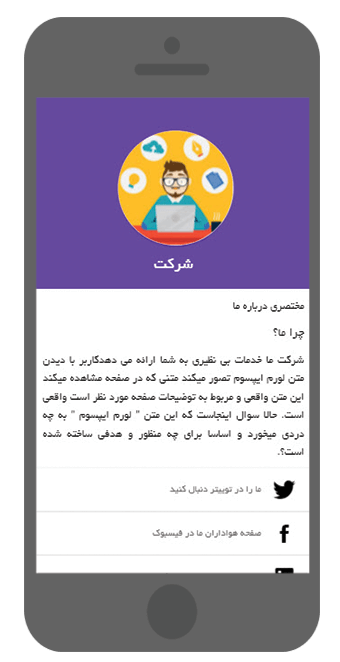 شرکت
مختصری درباره ما
چرا ما؟
شرکت ما خدمات بی نظیری به شما ارائه می دهدکاربر با دیدن
متن لورم ایپسوم تصور میکند متنی که در صفحه مشاهده میکند
این متن واقعی و مربوط به توضیحات صفحه مورد نظر است واقعی
است. حالا سوال اینجاست که این متن " لورم ایپسوم " به چه
دردی میخورد و اساسا برای چه منظور و هدفی ساخته شده
است؟.
ما را در توییتر دنبال کنید
صفحه هواداران ما در فیسبوک